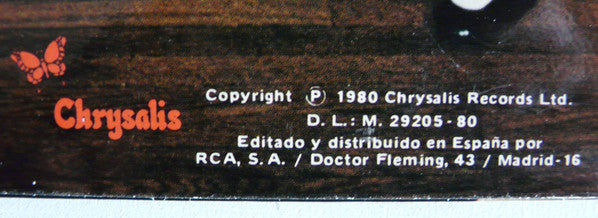 Chrysalis
Copyright Ⓟ 1980 Chrysalis Records Ltd.
D. L.: M. 29205-80
Editado y distribuido en España por
RCA, S. A. / Doctor Fleming, 43 / Madrid-16